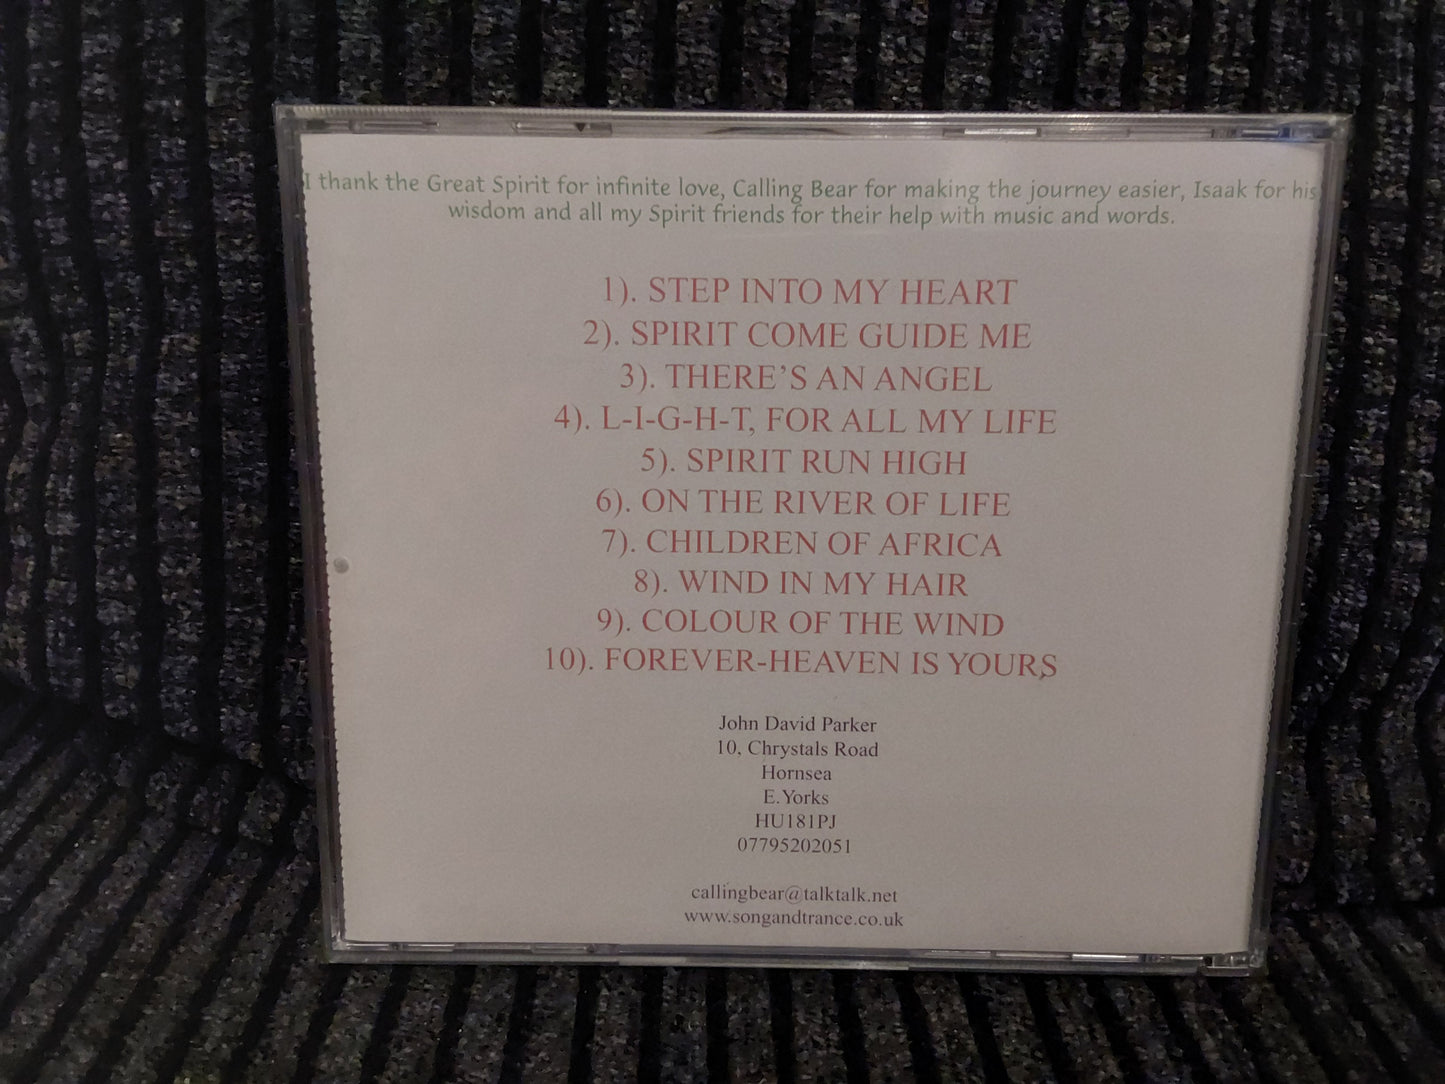 I thank the Great Spirit for infinite love, Calling Bear for making the journey easier, Isaak for his
wisdom and all my Spirit friends for their help with music and words.
1). STEP INTO MY HEART
2). SPIRIT COME GUIDE ME
3). THERE'S AN ANGEL
4). L-I-G-H-T, FOR ALL MY LIFE
5). SPIRIT RUN HIGH
6). ON THE RIVER OF LIFE
7). CHILDREN OF AFRICA
8). WIND IN MY HAIR
9). COLOUR OF THE WIND
10). FOREVER-HEAVEN IS YOURS
John David Parker
10, Chrystals Road
Hornsea
E.Yorks
HU181PJ
07795202051
callingbear@talktalk.net
www.songandtrance.co.uk